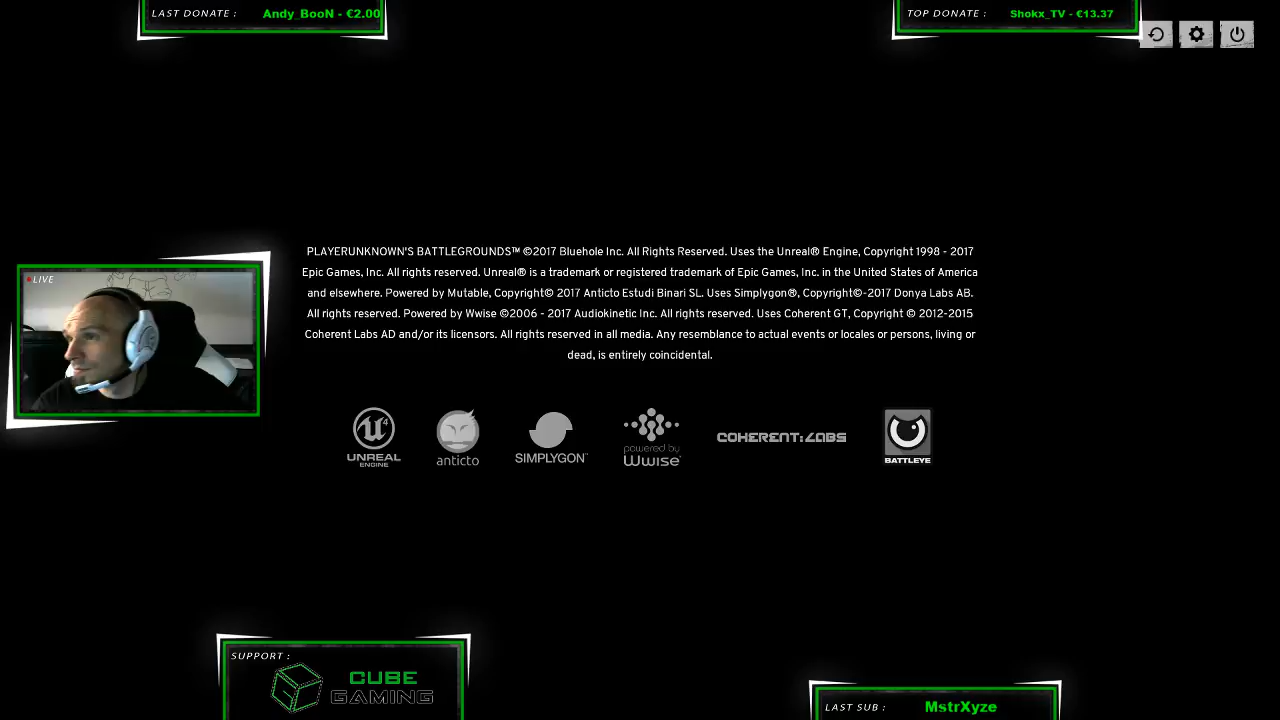 LAST DONATE : Andy_BooN - €2.00
TOP DONATE : Shokx_TV - €13.37
PLAYERUNKNOWN'S BATTLEGROUNDS™ ©2017 Bluehole Inc. All Rights Reserved. Uses the Unreal® Engine, Copyright 1998 - 2017
Epic Games, Inc. All rights reserved. Unreal® is a trademark or registered trademark of Epic Games, Inc. in the United States of America
and elsewhere. Powered by Mutable, Copyright© 2017 Anticto Estudi Binari SL. Uses Simplygon®, Copyright©-2017 Donya Labs AB.
All rights reserved. Powered by Wwise ©2006 - 2017 Audiokinetic Inc. All rights reserved. Uses Coherent GT, Copyright © 2012-2015
Coherent Labs AD and/or its licensors. All rights reserved in all media. Any resemblance to actual events or locales or persons, living or
dead, is entirely coincidental.
LIVE
4
UNREAL
ENGINE
anticto
SIMPLYGON™
powered by
Wwise
COHERENT:LABS
BATTLEYE
SUPPORT :
CUBE
GAMING
LAST SUB : MstrXyze